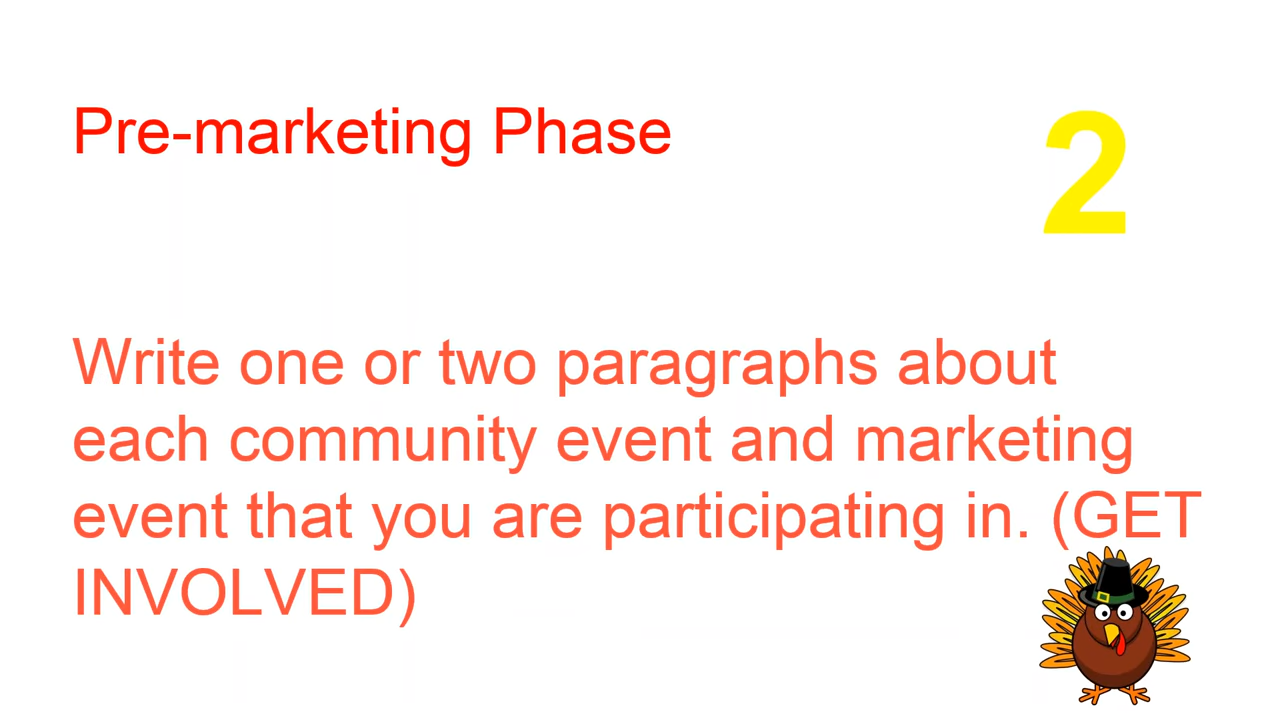 Pre-marketing Phase
2
Write one or two paragraphs about
each community event and marketing
event that you are participating in. (GET
INVOLVED)